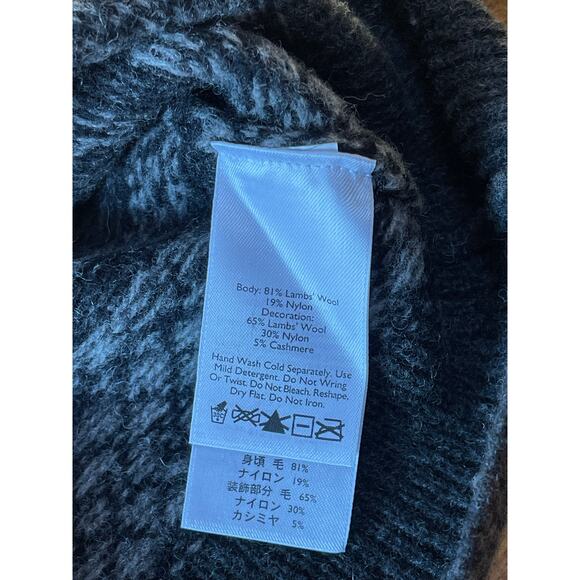 Body: 81% Lambs' Wool
19% Nylon
Decoration:
65% Lambs' Wool
30% Nylon
5% Cashmere
Hand Wash Cold Separately. Use
Mild Detergent. Do Not Wring
Or Twist. Do Not Bleach. Reshape,
Dry Flat. Do Not Iron.
身頃 毛 81%
ナイロン 19%
装飾部分 毛 65%
ナイロン 30%
カシミヤ 5%